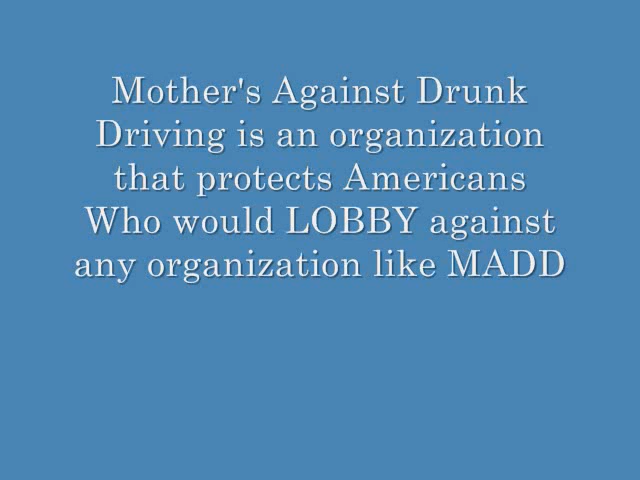 Mother's Against Drunk
Driving is an organization
that protects Americans
Who would LOBBY against
any organization like MADD